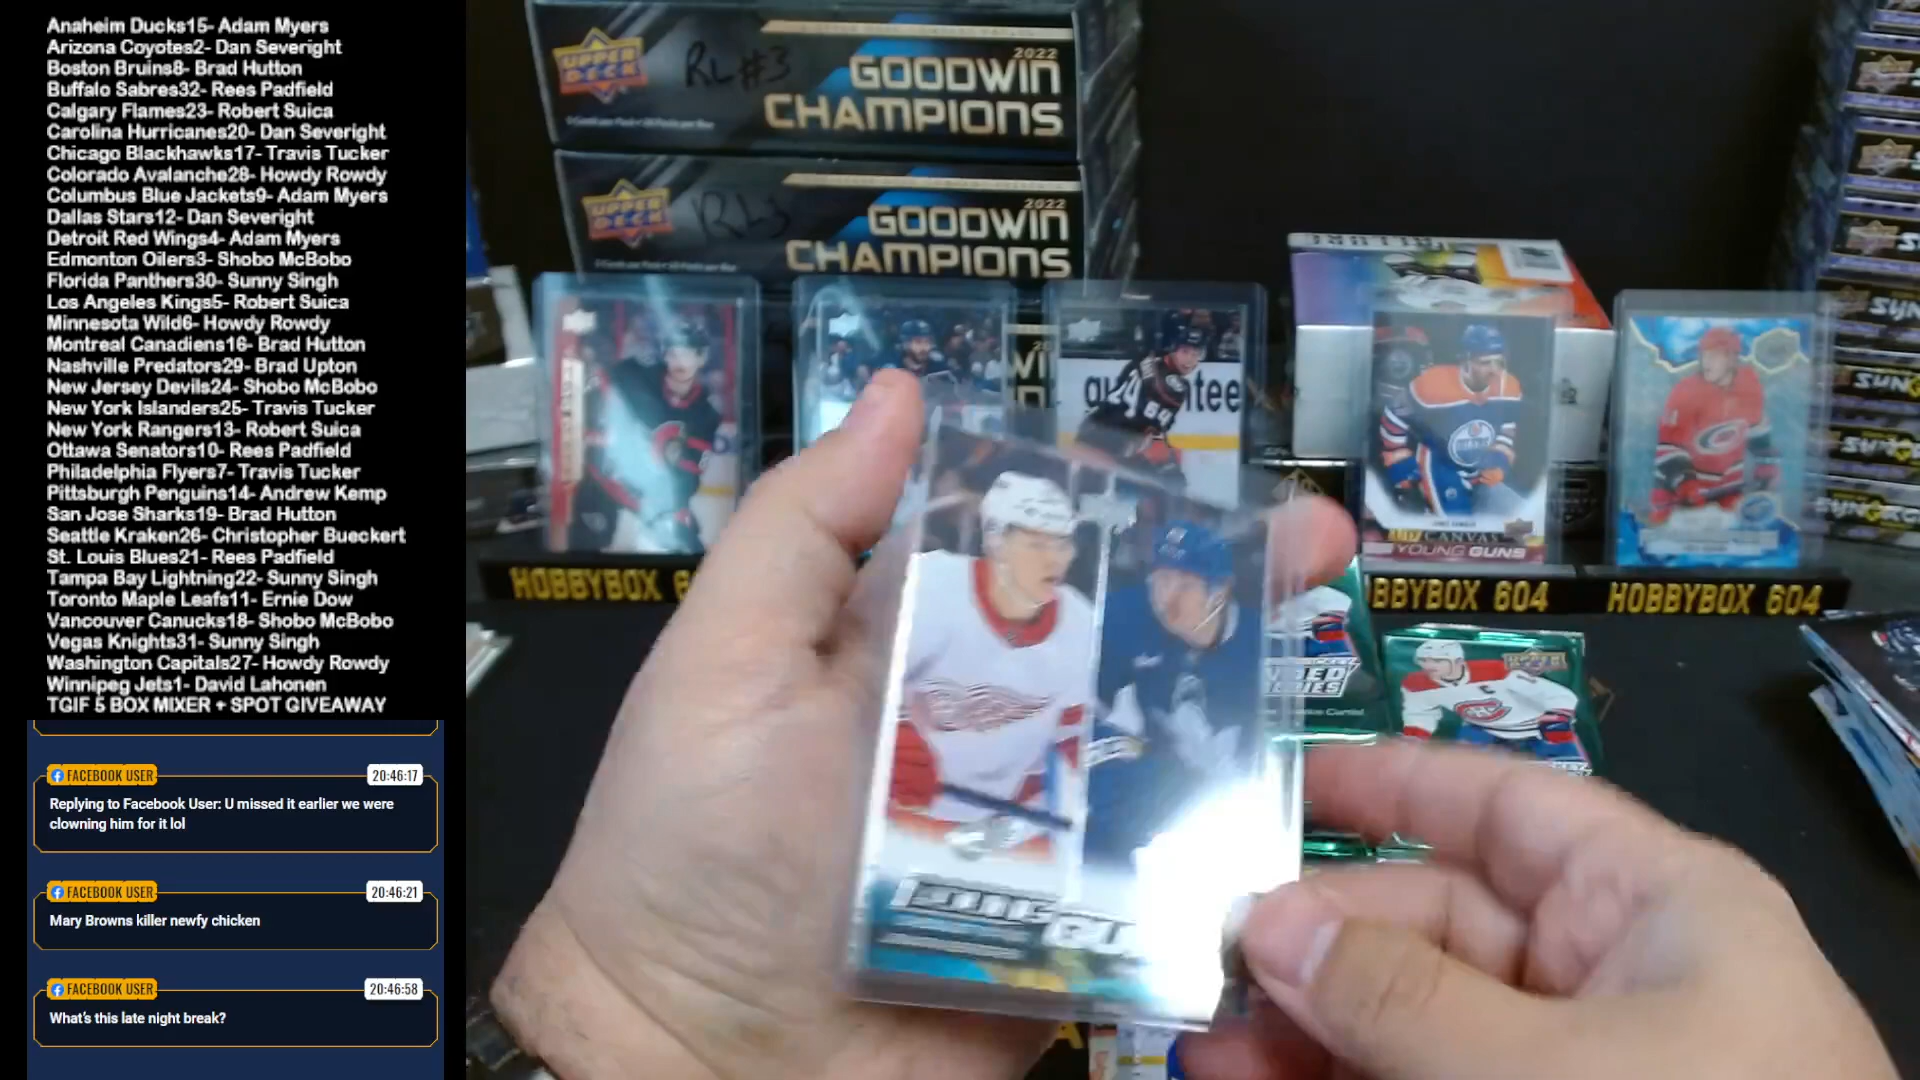 Anaheim Ducks15- Adam Myers
Arizona Coyotes2- Dan Severight
Boston Bruins8- Brad Hutton
Buffalo Sabres32- Rees Padfield
Calgary Flames23- Robert Suica
Carolina Hurricanes20- Dan Severight
Chicago Blackhawks17- Travis Tucker
Colorado Avalanche28- Howdy Rowdy
Columbus Blue Jackets9- Adam Myers
Dallas Stars12- Dan Severight
Detroit Red Wings4- Adam Myers
Edmonton Oilers3- Shobo McBobo
Florida Panthers30- Sunny Singh
Los Angeles Kings5- Robert Suica
Minnesota Wild6- Howdy Rowdy
Montreal Canadiens16- Brad Hutton
Nashville Predators29- Brad Upton
New Jersey Devils24- Shobo McBobo
New York Islanders25- Travis Tucker
New York Rangers13- Robert Suica
Ottawa Senators10- Rees Padfield
Philadelphia Flyers7- Travis Tucker
Pittsburgh Penguins14- Andrew Kemp
San Jose Sharks19- Brad Hutton
Seattle Kraken26- Christopher Bueckert
St. Louis Blues21- Rees Padfield
Tampa Bay Lightning22- Sunny Singh
Toronto Maple Leafs11- Ernie Dow
Vancouver Canucks18- Shobo McBobo
Vegas Knights31- Sunny Singh
Washington Capitals27- Howdy Rowdy
Winnipeg Jets1- David Lahonen
TGIF 5 BOX MIXER + SPOT GIVEAWAY
FACEBOOK USER 20:46:17
Replying to Facebook User: U missed it earlier we were
clowning him for it lol
FACEBOOK USER 20:46:21
Mary Browns killer newfy chicken
FACEBOOK USER 20:46:58
What's this late night break?
UPPER DECK
RL #3
2022
GOODWIN
CHAMPIONS
UPPER DECK
2022
GOODWIN
CHAMPIONS
CANVAS
YOUNG GUNS
HOBBYBOX 6
BBYBOX 604
HOBBYBOX 604